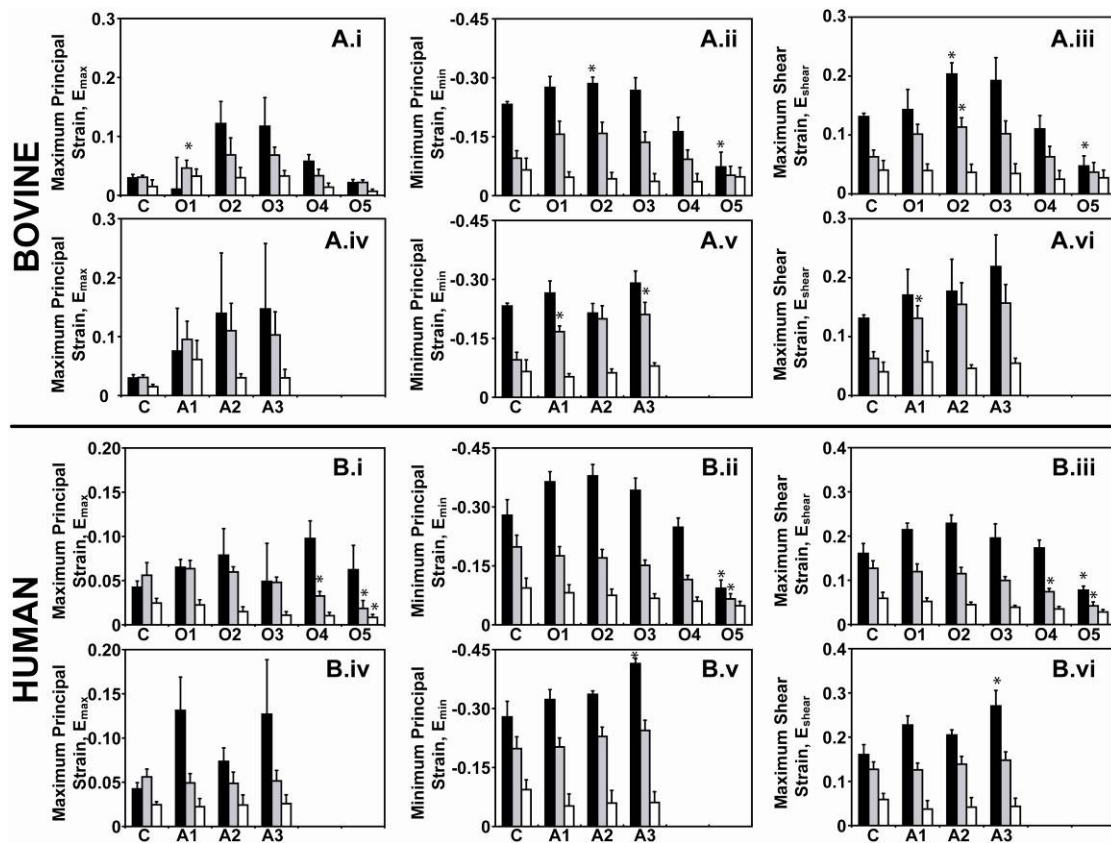 BOVINE
Maximum Principal
Strain, Emax
0.3
0.2
0.1
0
A.i
*
C O1 O2 O3 O4 O5
Minimum Principal
Strain, Emin
-0.45
-0.30
-0.15
0
A.ii
*
*
C O1 O2 O3 O4 O5
Maximum Shear
Strain, Eshear
0.3
0.2
0.1
0
A.iii
*
*
*
C O1 O2 O3 O4 O5
Maximum Principal
Strain, Emax
0.3
0.2
0.1
0
A.iv
C A1 A2 A3
Minimum Principal
Strain, Emin
-0.45
-0.30
-0.15
0
A.v
*
*
C A1 A2 A3
Maximum Shear
Strain, Eshear
0.3
0.2
0.1
0
A.vi
*
C A1 A2 A3
HUMAN
Maximum Principal
Strain, Emax
0.20
-0.15
-0.10
0.05
0
B.i
*
*
*
C O1 O2 O3 O4 O5
Minimum Principal
Strain, Emin
-0.45
-0.30
-0.15
0
B.ii
*
*
C O1 O2 O3 O4 O5
Maximum Shear
Strain, Eshear
0.4
0.3
0.2
0.1
0
B.iii
*
*
*
C O1 O2 O3 O4 O5
Maximum Principal
Strain, Emax
0.20
0.15
-0.10
0.05
0
B.iv
C A1 A2 A3
Minimum Principal
Strain, Emin
-0.45
-0.30
-0.15
0
B.v
*
C A1 A2 A3
Maximum Shear
Strain, Eshear
0.4
0.3
0.2
0.1
0
B.vi
*
C A1 A2 A3